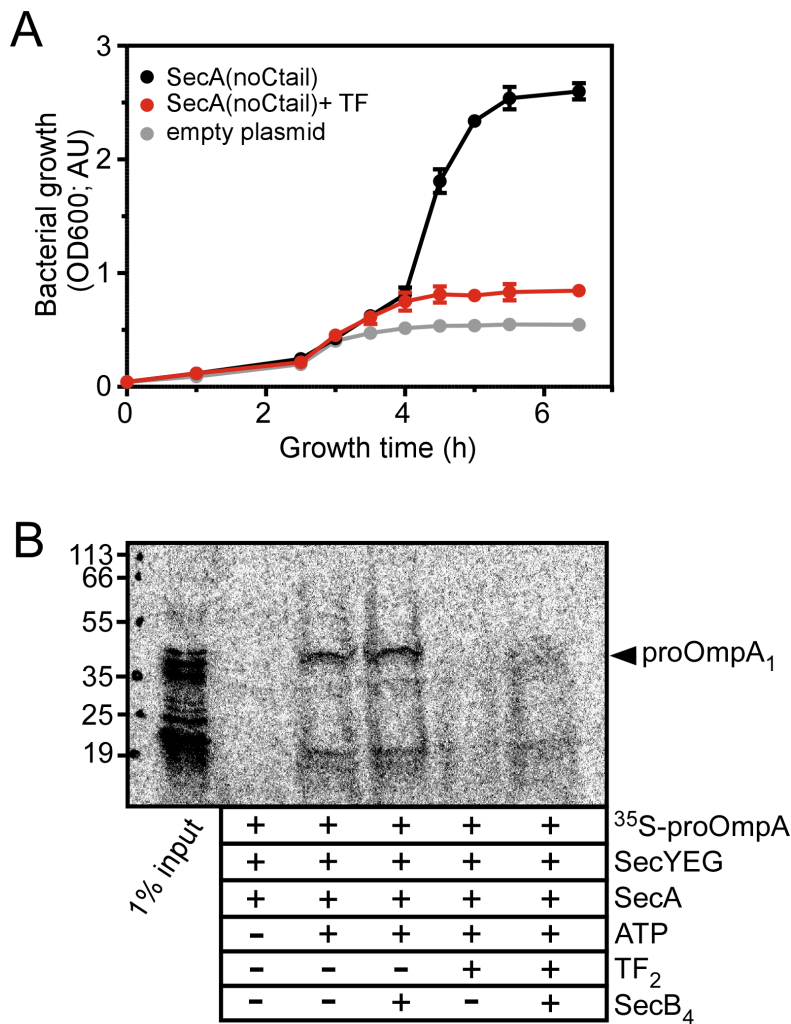 A
3
2
1
0
Bacterial growth
(OD600; AU)
SecA(noCtail)
SecA(noCtail)+ TF
empty plasmid
0 2 4 6
Growth time (h)
B
113
66
55
35
25
19
proOmpA1
1% input
+ + + + + 35S-proOmpA
+ + + + + SecYEG
+ + + + + SecA
- + + + + ATP
- - - + + TF2
- - + - + SecB4